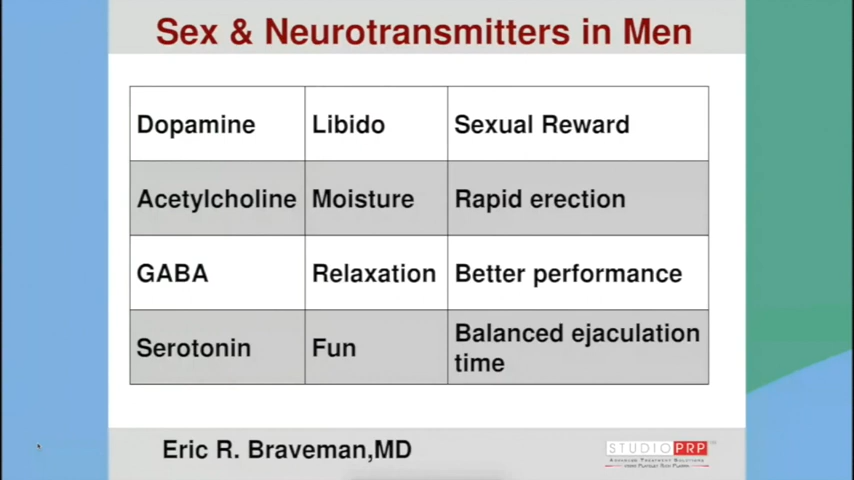 Sex & Neurotransmitters in Men
Dopamine Libido Sexual Reward
Acetylcholine Moisture Rapid erection
GABA Relaxation Better performance
Serotonin Fun Balanced ejaculation
time
Eric R. Braveman,MD
STUDIO PRP